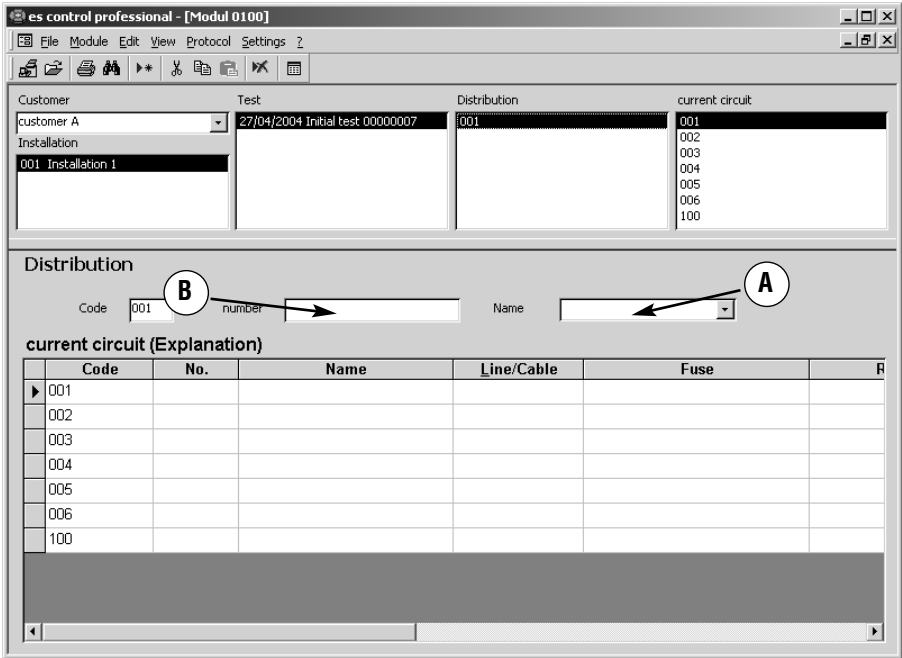 es control professional - [Modul 0100]
File Module Edit View Protocol Settings ?
Customer Test Distribution current circuit
customer A 27/04/2004 Initial test 00000007 001 001
Installation 002
001 Installation 1 003
004
005
006
100
Distribution
B A
Code 001 number Name
current circuit (Explanation)
Code No. Name Line/Cable Fuse R
001
002
003
004
005
006
100